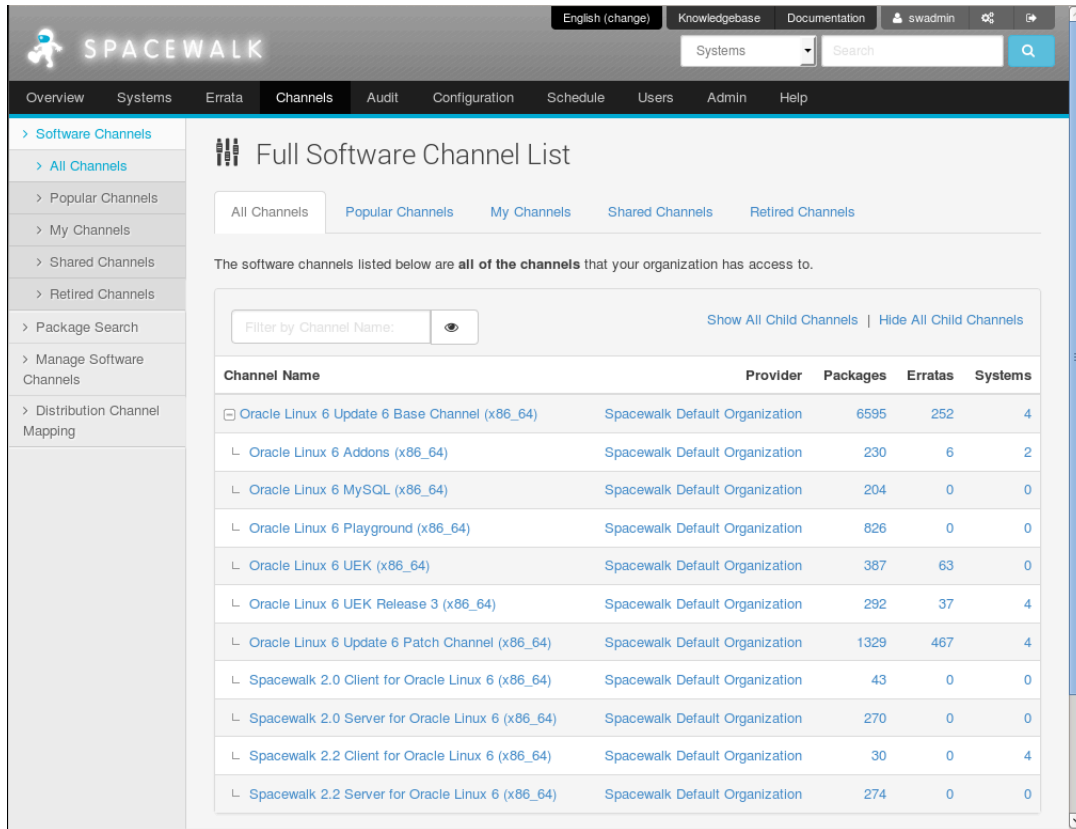 English (change) Knowledgebase Documentation swadmin
SPACEWALK
Systems Search
Overview Systems Errata Channels Audit Configuration Schedule Users Admin Help
> Software Channels
> All Channels
> Popular Channels
> My Channels
> Shared Channels
> Retired Channels
> Package Search
> Manage Software
Channels
> Distribution Channel
Mapping
Full Software Channel List
All Channels Popular Channels My Channels Shared Channels Retired Channels
The software channels listed below are all of the channels that your organization has access to.
Filter by Channel Name: Show All Child Channels | Hide All Child Channels
Channel Name Provider Packages Erratas Systems
Oracle Linux 6 Update 6 Base Channel (x86_64) Spacewalk Default Organization 6595 252 4
Oracle Linux 6 Addons (x86_64) Spacewalk Default Organization 230 6 2
Oracle Linux 6 MySQL (x86_64) Spacewalk Default Organization 204 0 0
Oracle Linux 6 Playground (x86_64) Spacewalk Default Organization 826 0 0
Oracle Linux 6 UEK (x86_64) Spacewalk Default Organization 387 63 0
Oracle Linux 6 UEK Release 3 (x86_64) Spacewalk Default Organization 292 37 4
Oracle Linux 6 Update 6 Patch Channel (x86_64) Spacewalk Default Organization 1329 467 4
Spacewalk 2.0 Client for Oracle Linux 6 (x86_64) Spacewalk Default Organization 43 0 0
Spacewalk 2.0 Server for Oracle Linux 6 (x86_64) Spacewalk Default Organization 270 0 0
Spacewalk 2.2 Client for Oracle Linux 6 (x86_64) Spacewalk Default Organization 30 0 4
Spacewalk 2.2 Server for Oracle Linux 6 (x86_64) Spacewalk Default Organization 274 0 0